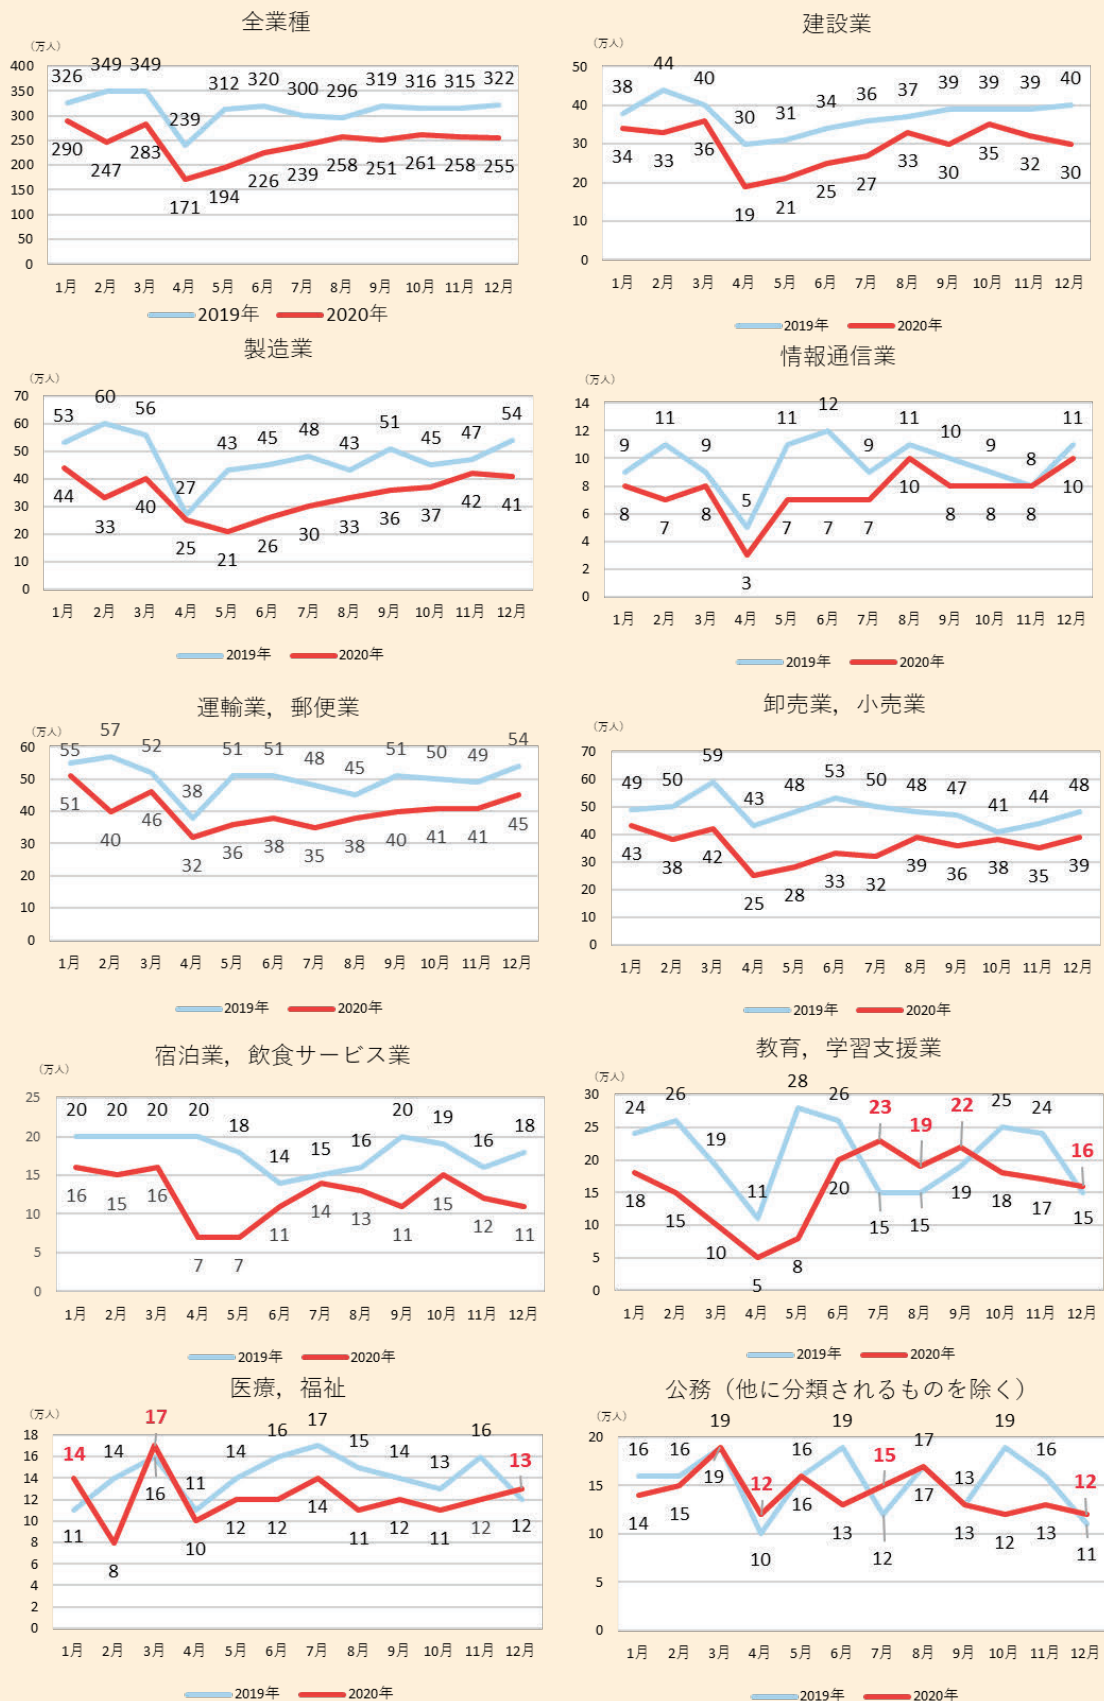 全業種
（万人）
400
350
300
250
200
150
100
50
0
326 349 349 239 312 320 300 296 319 316 315 322
290 247 283 171 194 226 239 258 251 261 258 255
1月 2月 3月 4月 5月 6月 7月 8月 9月 10月 11月 12月
2019年 2020年
建設業
（万人）
50
40
30
20
10
0
38 44 40 30 31 34 36 37 39 39 39 40
34 33 36 19 21 25 27 33 30 35 32 30
1月 2月 3月 4月 5月 6月 7月 8月 9月 10月 11月 12月
2019年 2020年
製造業
（万人）
70
60
50
40
30
20
10
0
53 60 56 27 43 45 48 43 51 45 47 54
44 33 40 25 21 26 30 33 36 37 42 41
1月 2月 3月 4月 5月 6月 7月 8月 9月 10月 11月 12月
2019年 2020年
情報通信業
（万人）
14
12
10
8
6
4
2
0
9 11 9 5 11 12 9 11 10 9 8 11
8 7 8 3 7 7 7 10 8 8 8 10
1月 2月 3月 4月 5月 6月 7月 8月 9月 10月 11月 12月
2019年 2020年
運輸業，郵便業
（万人）
60
50
40
30
20
10
0
55 57 52 38 51 51 48 45 51 50 49 54
51 40 46 32 36 38 35 38 40 41 41 45
1月 2月 3月 4月 5月 6月 7月 8月 9月 10月 11月 12月
2019年 2020年
卸売業，小売業
（万人）
70
60
50
40
30
20
10
0
49 50 59 43 48 53 50 48 47 41 44 48
43 38 42 25 28 33 32 39 36 38 35 39
1月 2月 3月 4月 5月 6月 7月 8月 9月 10月 11月 12月
2019年 2020年
宿泊業，飲食サービス業
（万人）
25
20
15
10
5
0
20 20 20 20 18 14 15 16 20 19 16 18
16 15 16 7 7 11 14 13 11 15 12 11
1月 2月 3月 4月 5月 6月 7月 8月 9月 10月 11月 12月
2019年 2020年
教育，学習支援業
（万人）
30
25
20
15
10
5
0
24 26 19 11 28 26 23 19 22 25 24 16
18 15 10 5 8 20 15 15 19 18 17 15
1月 2月 3月 4月 5月 6月 7月 8月 9月 10月 11月 12月
2019年 2020年
医療，福祉
（万人）
18
16
14
12
10
8
6
4
2
0
14 14 17 11 14 16 17 15 14 13 16 13
11 8 16 10 12 12 14 11 12 11 12 12
1月 2月 3月 4月 5月 6月 7月 8月 9月 10月 11月 12月
2019年 2020年
公務（他に分類されるものを除く）
（万人）
20
15
10
5
0
16 16 19 12 16 19 15 17 13 19 16 12
14 15 19 10 16 13 12 17 13 12 13 11
1月 2月 3月 4月 5月 6月 7月 8月 9月 10月 11月 12月
2019年 2020年